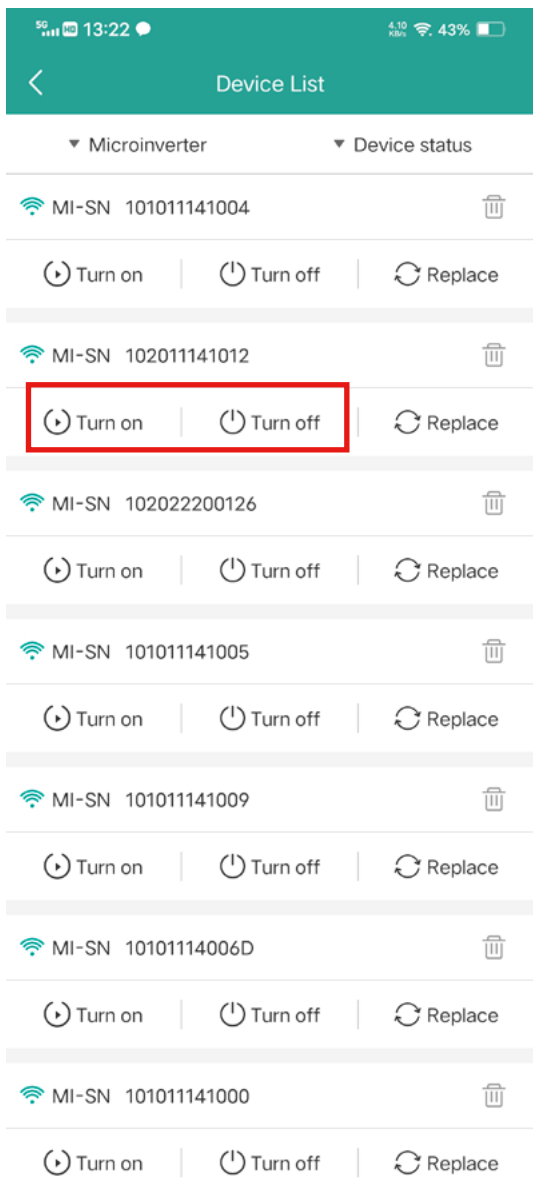 5G HD 13:22 4.10 KB/s 43%
Device List
Microinverter Device status
MI-SN 101011141004
Turn on Turn off Replace
MI-SN 102011141012
Turn on Turn off Replace
MI-SN 102022200126
Turn on Turn off Replace
MI-SN 101011141005
Turn on Turn off Replace
MI-SN 101011141009
Turn on Turn off Replace
MI-SN 10101114006D
Turn on Turn off Replace
MI-SN 101011141000
Turn on Turn off Replace